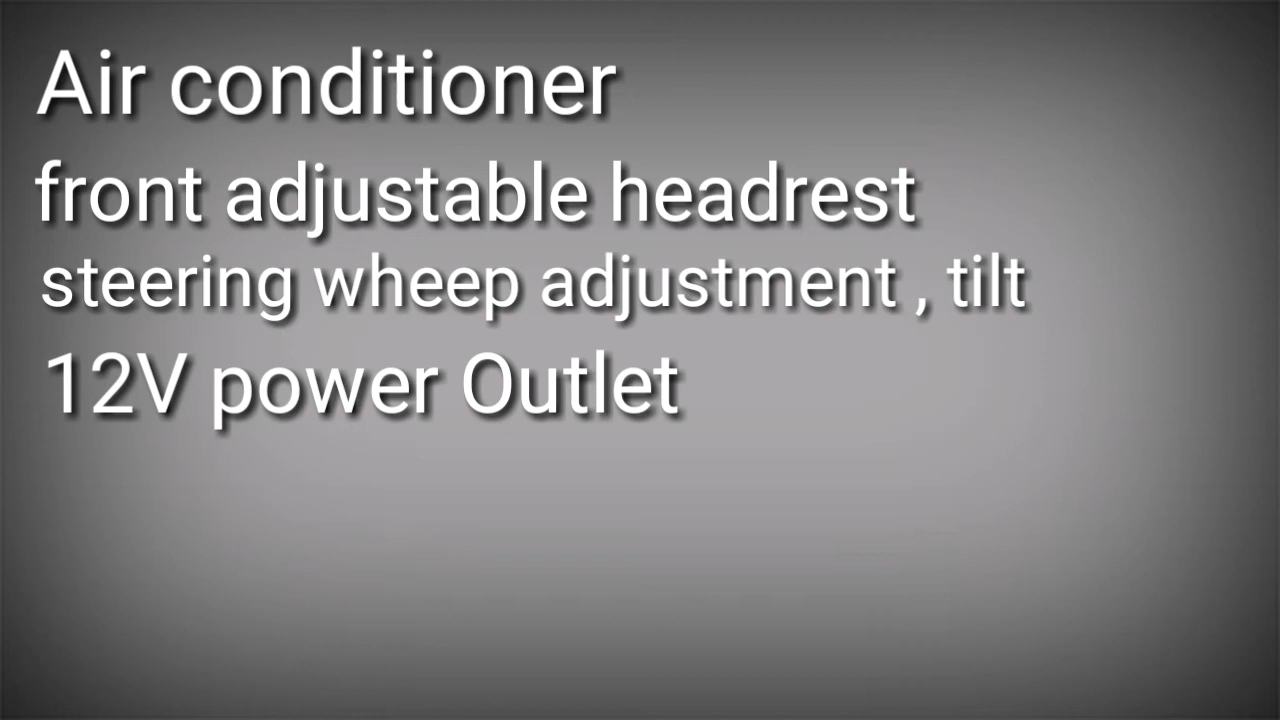 Air conditioner
front adjustable headrest
steering wheep adjustment , tilt
12V power Outlet